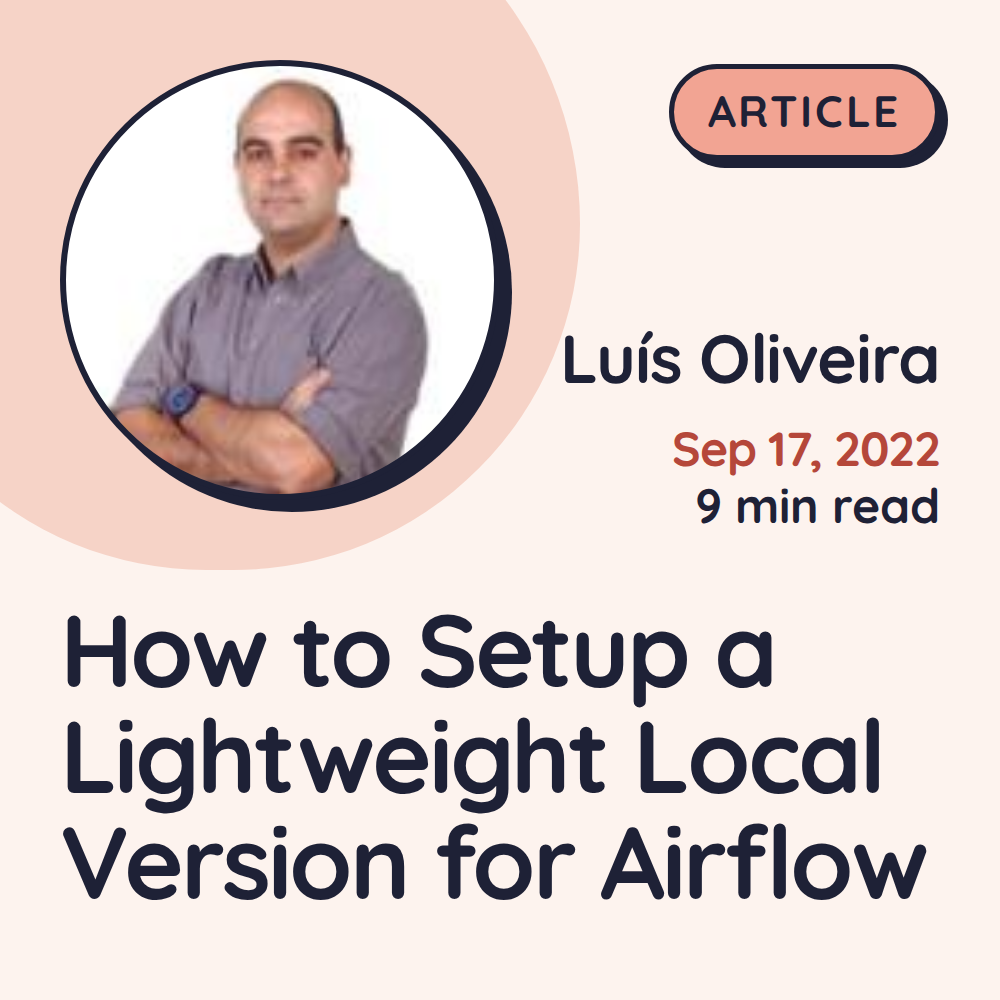 ARTICLE
Luís Oliveira
Sep 17, 2022
9 min read
How to Setup a
Lightweight Local
Version for Airflow